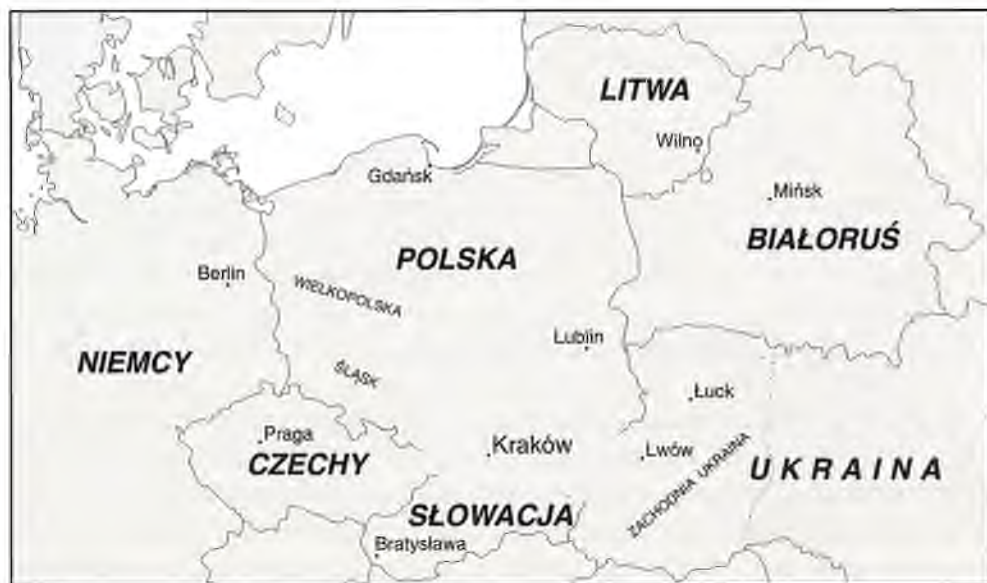 LITWA
Wilno
Gdańsk
Mińsk
BIAŁORUŚ
POLSKA
Berlin
WIELKOPOLSKA
Lublin
NIEMCY
ŚLĄSK
Łuck
Praga
Kraków
Lwów
CZECHY
ZACHODNIA UKRAINA
UKRAINA
SŁOWACJA
Bratysława